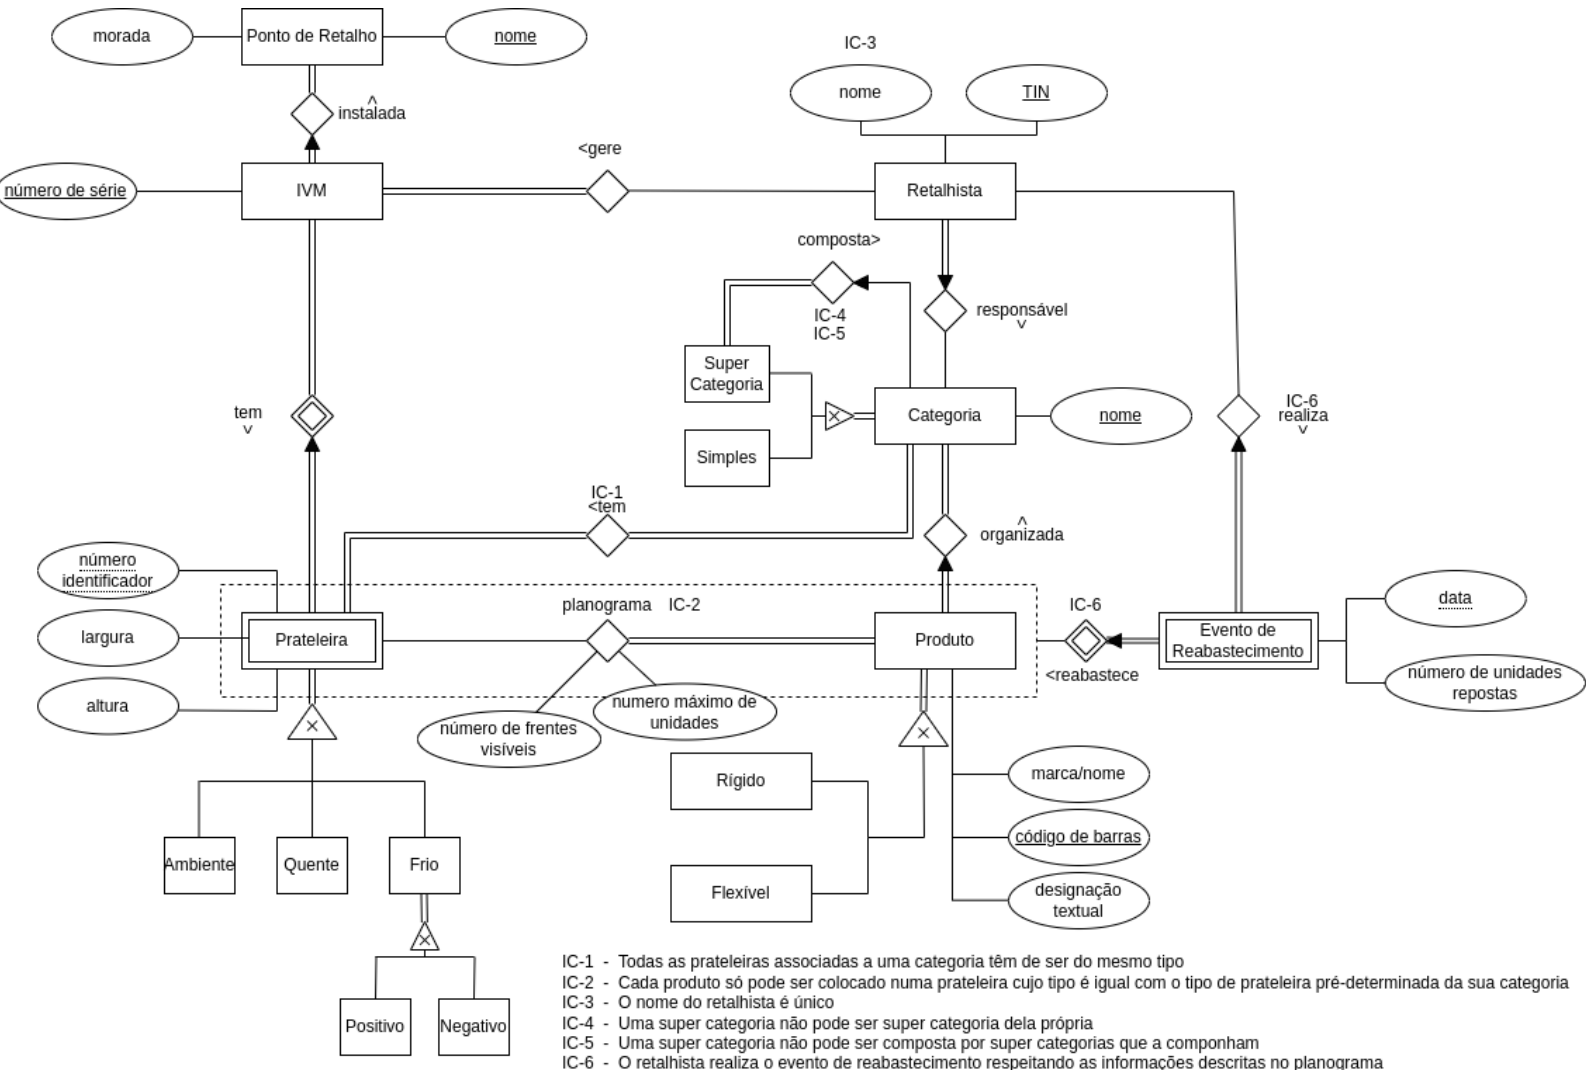 morada
Ponto de Retalho
nome
IC-3
nome
TIN
^
instalada
<gere
número de série
IVM
Retalhista
composta>
IC-4
IC-5
responsável
v
Super
Categoria
Simples
Categoria
nome
IC-6
realiza
v
tem
v
IC-1
<tem
^
organizada
número
identificador
largura
altura
Prateleira
planograma IC-2
Produto
IC-6
<reabastece
Evento de
Reabastecimento
data
número de unidades
repostas
número de frentes
visíveis
numero máximo de
unidades
Rígido
Flexível
marca/nome
código de barras
designação
textual
Ambiente
Quente
Frio
Positivo
Negativo
IC-1 - Todas as prateleiras associadas a uma categoria têm de ser do mesmo tipo
IC-2 - Cada produto só pode ser colocado numa prateleira cujo tipo é igual com o tipo de prateleira pré-determinada da sua categoria
IC-3 - O nome do retalhista é único
IC-4 - Uma super categoria não pode ser super categoria dela própria
IC-5 - Uma super categoria não pode ser composta por super categorias que a componham
IC-6 - O retalhista realiza o evento de reabastecimento respeitando as informações descritas no planograma